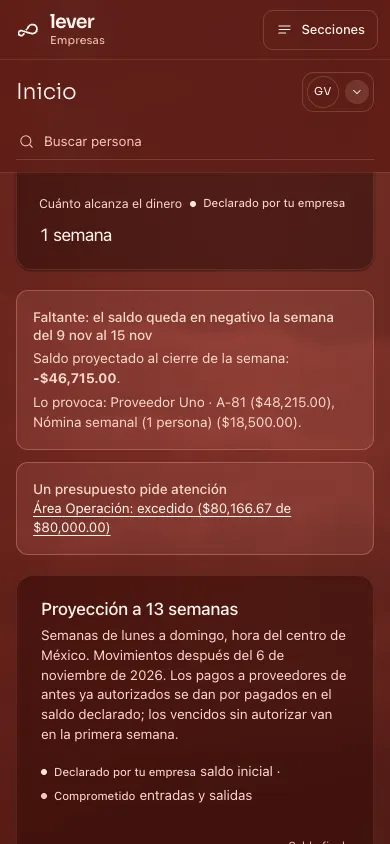 lever
Empresas
Secciones
Inicio
GV
Buscar persona
Cuánto alcanza el dinero ● Declarado por tu empresa
1 semana
Faltante: el saldo queda en negativo la semana
del 9 nov al 15 nov
Saldo proyectado al cierre de la semana:
-$46,715.00.
Lo provoca: Proveedor Uno · A-81 ($48,215.00),
Nómina semanal (1 persona) ($18,500.00).
Un presupuesto pide atención
Área Operación: excedido ($80,166.67 de
$80,000.00)
Proyección a 13 semanas
Semanas de lunes a domingo, hora del centro de
México. Movimientos después del 6 de
noviembre de 2026. Los pagos a proveedores de
antes ya autorizados se dan por pagados en el
saldo declarado; los vencidos sin autorizar van
en la primera semana.
● Declarado por tu empresa saldo inicial ·
● Comprometido entradas y salidas